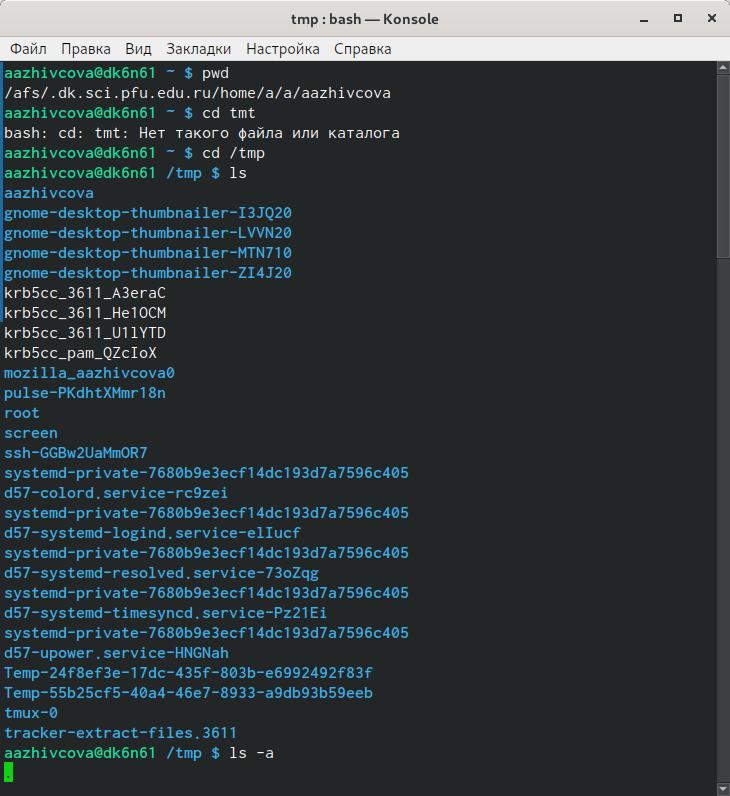 tmp : bash — Konsole
Файл Правка Вид Закладки Настройка Справка
aazhivcova@dk6n61 ~ $ pwd
/afs/.dk.sci.pfu.edu.ru/home/a/a/aazhivcova
aazhivcova@dk6n61 ~ $ cd tmt
bash: cd: tmt: Нет такого файла или каталога
aazhivcova@dk6n61 ~ $ cd /tmp
aazhivcova@dk6n61 /tmp $ ls
aazhivcova
gnome-desktop-thumbnailer-I3JQ20
gnome-desktop-thumbnailer-LVVN20
gnome-desktop-thumbnailer-MTN710
gnome-desktop-thumbnailer-ZI4J20
krb5cc_3611_A3eraC
krb5cc_3611_He1OCM
krb5cc_3611_U1lYTD
krb5cc_pam_QZcIoX
mozilla_aazhivcova0
pulse-PKdhtXMmr18n
root
screen
ssh-GGBw2UaMmOR7
systemd-private-7680b9e3ecf14dc193d7a7596c405
d57-colord.service-rc9zei
systemd-private-7680b9e3ecf14dc193d7a7596c405
d57-systemd-logind.service-elIucf
systemd-private-7680b9e3ecf14dc193d7a7596c405
d57-systemd-resolved.service-73oZqg
systemd-private-7680b9e3ecf14dc193d7a7596c405
d57-systemd-timesyncd.service-Pz21Ei
systemd-private-7680b9e3ecf14dc193d7a7596c405
d57-upower.service-HNGNah
Temp-24f8ef3e-17dc-435f-803b-e6992492f83f
Temp-55b25cf5-40a4-46e7-8933-a9db93b59eeb
tmux-0
tracker-extract-files.3611
aazhivcova@dk6n61 /tmp $ ls -a
.